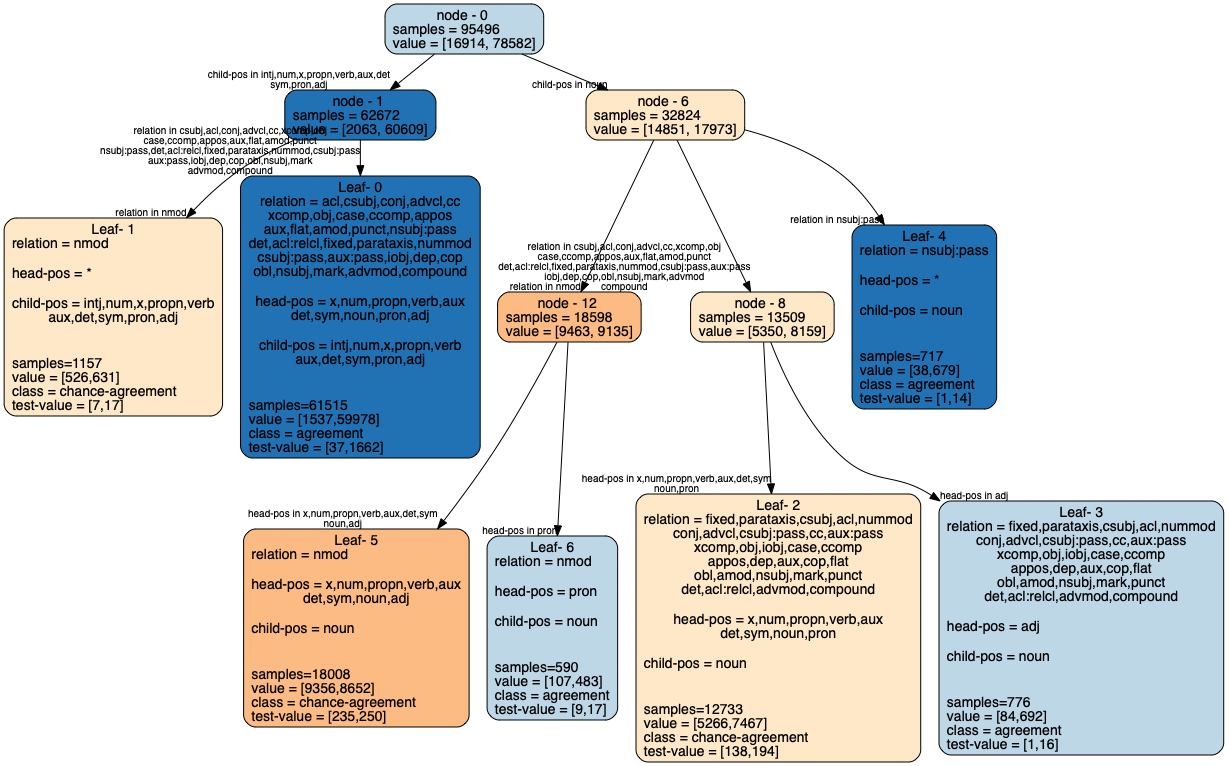 node - 0
samples = 95496
value = [16914, 78582]
child-pos in intj,num,x,propn,verb,aux,det
sym,pron,adj
child-pos in noun
node - 1
samples = 62672
value = [2063, 60609]
node - 6
samples = 32824
value = [14851, 17973]
relation in csubj,acl,conj,advcl,cc,xcomp,obj
case,ccomp,appos,aux,flat,amod,punct
nsubj:pass,det,acl:relcl,fixed,parataxis,nummod,csubj:pass
aux:pass,iobj,dep,cop,obl,nsubj,mark
advmod,compound
relation in nmod
Leaf- 1
relation = nmod
head-pos = *
child-pos = intj,num,x,propn,verb
aux,det,sym,pron,adj
samples=1157
value = [526,631]
class = chance-agreement
test-value = [7,17]
Leaf- 0
relation = acl,csubj,conj,advcl,cc
xcomp,obj,case,ccomp,appos
aux,flat,amod,punct,nsubj:pass
det,acl:relcl,fixed,parataxis,nummod
csubj:pass,aux:pass,iobj,dep,cop
obl,nsubj,mark,advmod,compound
head-pos = x,num,propn,verb,aux
det,sym,noun,pron,adj
child-pos = intj,num,x,propn,verb
aux,det,sym,pron,adj
samples=61515
value = [1537,59978]
class = agreement
test-value = [37,1662]
relation in nsubj:pass
Leaf- 4
relation = nsubj:pass
head-pos = *
child-pos = noun
samples=717
value = [38,679]
class = agreement
test-value = [1,14]
relation in csubj,acl,conj,advcl,cc,xcomp,obj
case,ccomp,appos,aux,flat,amod,punct
det,acl:relcl,fixed,parataxis,nummod,csubj:pass,aux:pass
iobj,dep,cop,obl,nsubj,mark,advmod
compound
relation in nmod
node - 12
samples = 18598
value = [9463, 9135]
node - 8
samples = 13509
value = [5350, 8159]
head-pos in x,num,propn,verb,aux,det,sym
noun,adj
Leaf- 5
relation = nmod
head-pos = x,num,propn,verb,aux
det,sym,noun,adj
child-pos = noun
samples=18008
value = [9356,8652]
class = chance-agreement
test-value = [235,250]
head-pos in pron
Leaf- 6
relation = nmod
head-pos = pron
child-pos = noun
samples=590
value = [107,483]
class = agreement
test-value = [9,17]
head-pos in x,num,propn,verb,aux,det,sym
noun,pron
Leaf- 2
relation = fixed,parataxis,csubj,acl,nummod
conj,advcl,csubj:pass,cc,aux:pass
xcomp,obj,iobj,case,ccomp
appos,dep,aux,cop,flat
obl,amod,nsubj,mark,punct
det,acl:relcl,advmod,compound
head-pos = x,num,propn,verb,aux
det,sym,noun,pron
child-pos = noun
samples=12733
value = [5266,7467]
class = chance-agreement
test-value = [138,194]
head-pos in adj
Leaf- 3
relation = fixed,parataxis,csubj,acl,nummod
conj,advcl,csubj:pass,cc,aux:pass
xcomp,obj,iobj,case,ccomp
appos,dep,aux,cop,flat
obl,amod,nsubj,mark,punct
det,acl:relcl,advmod,compound
head-pos = adj
child-pos = noun
samples=776
value = [84,692]
class = agreement
test-value = [1,16]